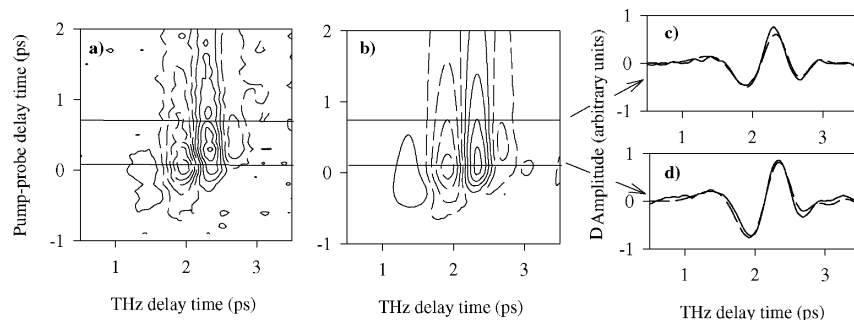 Pump-probe delay time (ps)
2
1
0
-1
a)
1
2
3
THz delay time (ps)
2
1
0
-1
b)
1
2
3
THz delay time (ps)
DAmplitude (arbitrary units)
1
0
-1
c)
1
2
3
1
0
-1
d)
1
2
3
THz delay time (ps)